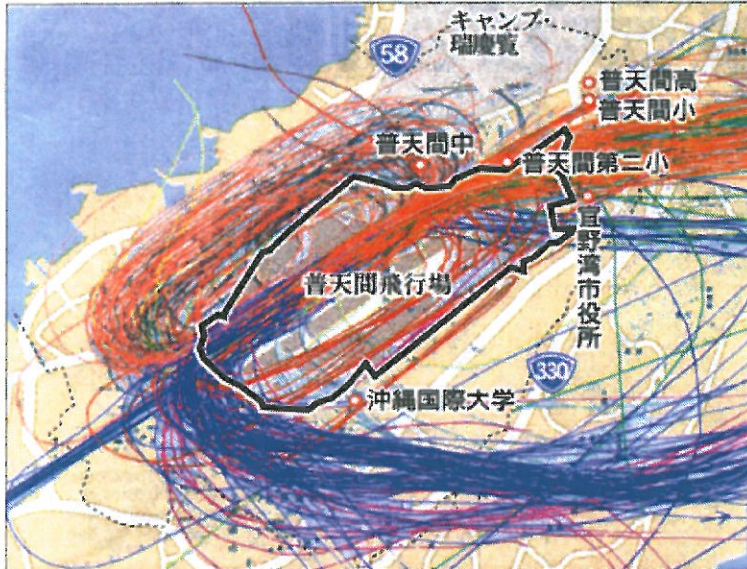 キャンプ・
瑞慶覧
58
普天間高
普天間小
普天間中
普天間第二小
宜野湾市役所
普天間飛行場
330
沖縄国際大学